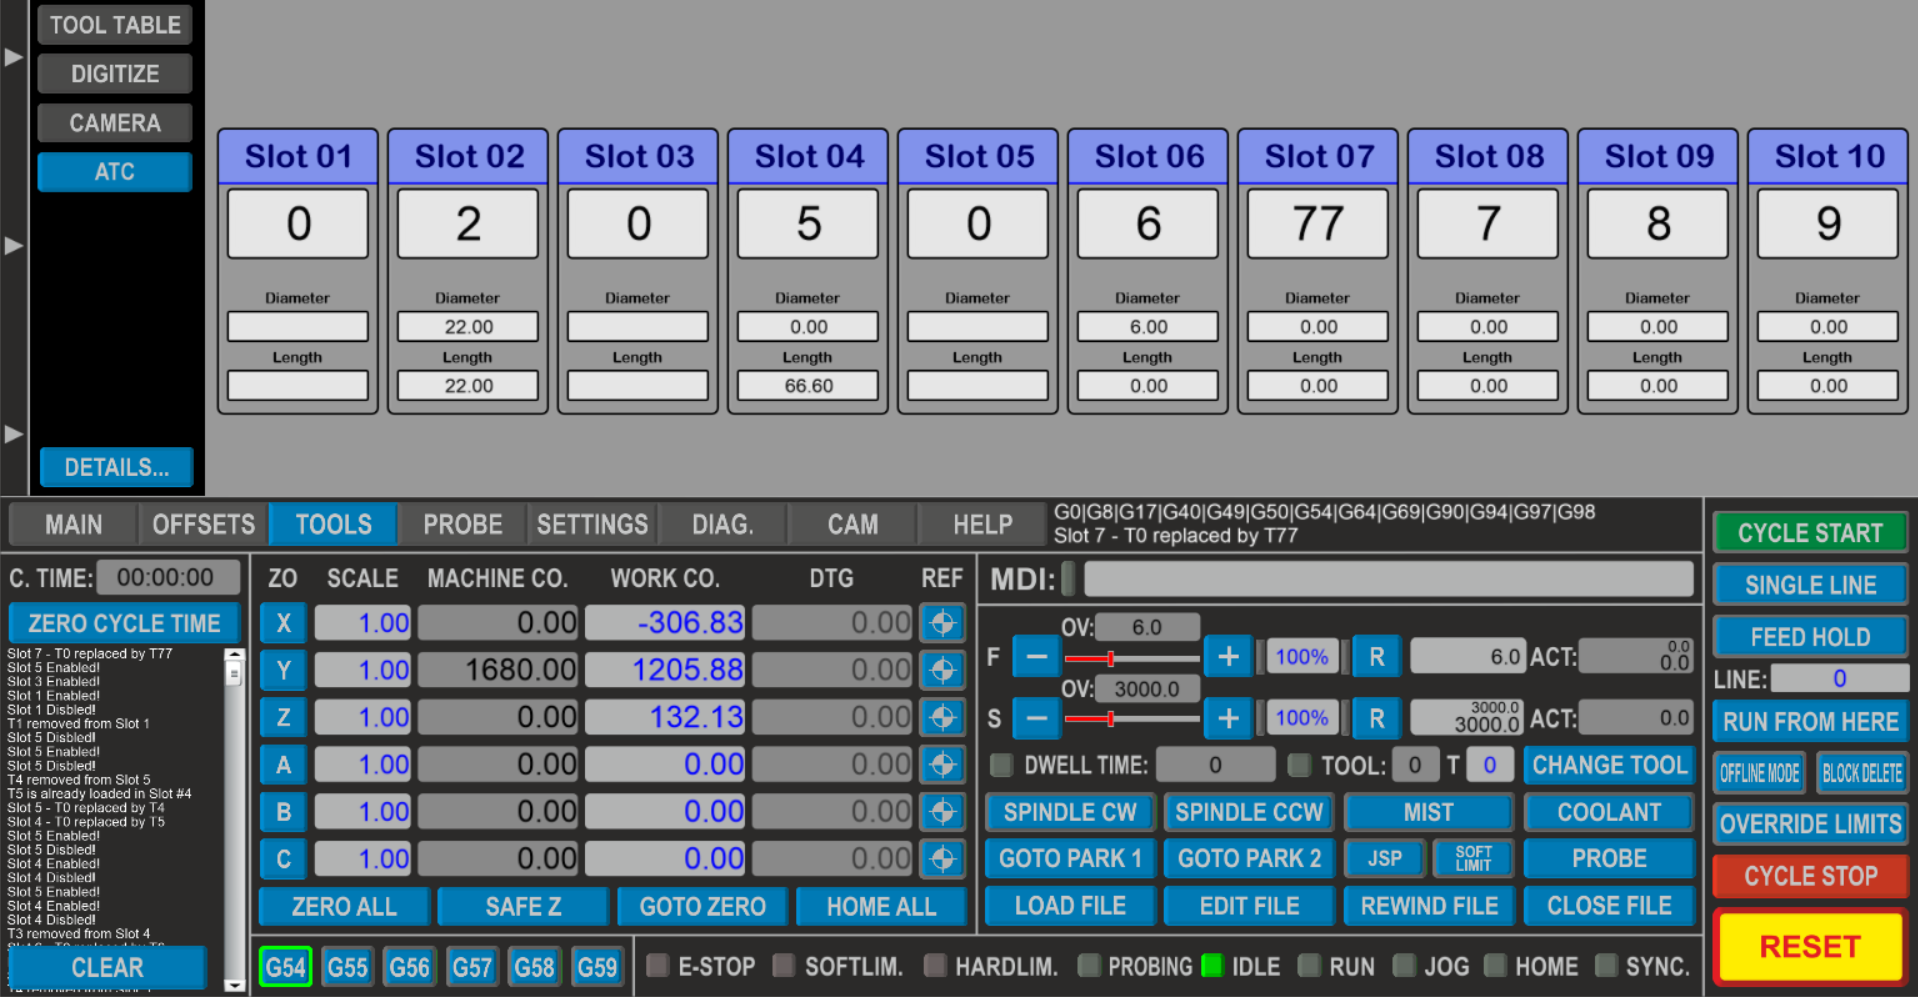 TOOL TABLE
DIGITIZE
CAMERA
ATC
DETAILS...
Slot 01 Slot 02 Slot 03 Slot 04 Slot 05 Slot 06 Slot 07 Slot 08 Slot 09 Slot 10
0 2 0 5 0 6 77 7 8 9
Diameter Diameter Diameter Diameter Diameter Diameter Diameter Diameter Diameter Diameter
22.00 0.00 6.00 0.00 0.00 0.00 0.00
Length Length Length Length Length Length Length Length Length Length
22.00 66.60 0.00 0.00 0.00 0.00 0.00
MAIN OFFSETS TOOLS PROBE SETTINGS DIAG. CAM HELP
G0|G8|G17|G40|G49|G50|G54|G64|G69|G90|G94|G97|G98
Slot 7 - T0 replaced by T77
C. TIME: 00:00:00
ZERO CYCLE TIME
Slot 7 - T0 replaced by T77
Slot 5 Enabled!
Slot 3 Enabled!
Slot 1 Enabled!
Slot 1 Disbled!
T1 removed from Slot 1
Slot 5 Disbled!
Slot 5 Enabled!
Slot 5 Disbled!
T4 removed from Slot 5
T5 is already loaded in Slot #4
Slot 5 - T0 replaced by T4
Slot 4 - T0 replaced by T5
Slot 5 Enabled!
Slot 5 Disbled!
Slot 4 Enabled!
Slot 4 Disbled!
Slot 5 Enabled!
Slot 4 Enabled!
Slot 4 Disbled!
T3 removed from Slot 4
CLEAR
ZO SCALE MACHINE CO. WORK CO. DTG REF
X 1.00 0.00 -306.83 0.00
Y 1.00 1680.00 1205.88 0.00
Z 1.00 0.00 132.13 0.00
A 1.00 0.00 0.00 0.00
B 1.00 0.00 0.00 0.00
C 1.00 0.00 0.00 0.00
ZERO ALL SAFE Z GOTO ZERO HOME ALL
G54 G55 G56 G57 G58 G59
MDI:
OV: 6.0
F − + 100% R 6.0 ACT: 0.0
0.0
OV: 3000.0
S − + 100% R 3000.0
3000.0 ACT: 0.0
DWELL TIME: 0 TOOL: 0 T 0 CHANGE TOOL
SPINDLE CW SPINDLE CCW MIST COOLANT
GOTO PARK 1 GOTO PARK 2 JSP SOFT LIMIT PROBE
LOAD FILE EDIT FILE REWIND FILE CLOSE FILE
E-STOP SOFTLIM. HARDLIM. PROBING IDLE RUN JOG HOME SYNC.
CYCLE START
SINGLE LINE
FEED HOLD
LINE: 0
RUN FROM HERE
OFFLINE MODE BLOCK DELETE
OVERRIDE LIMITS
CYCLE STOP
RESET